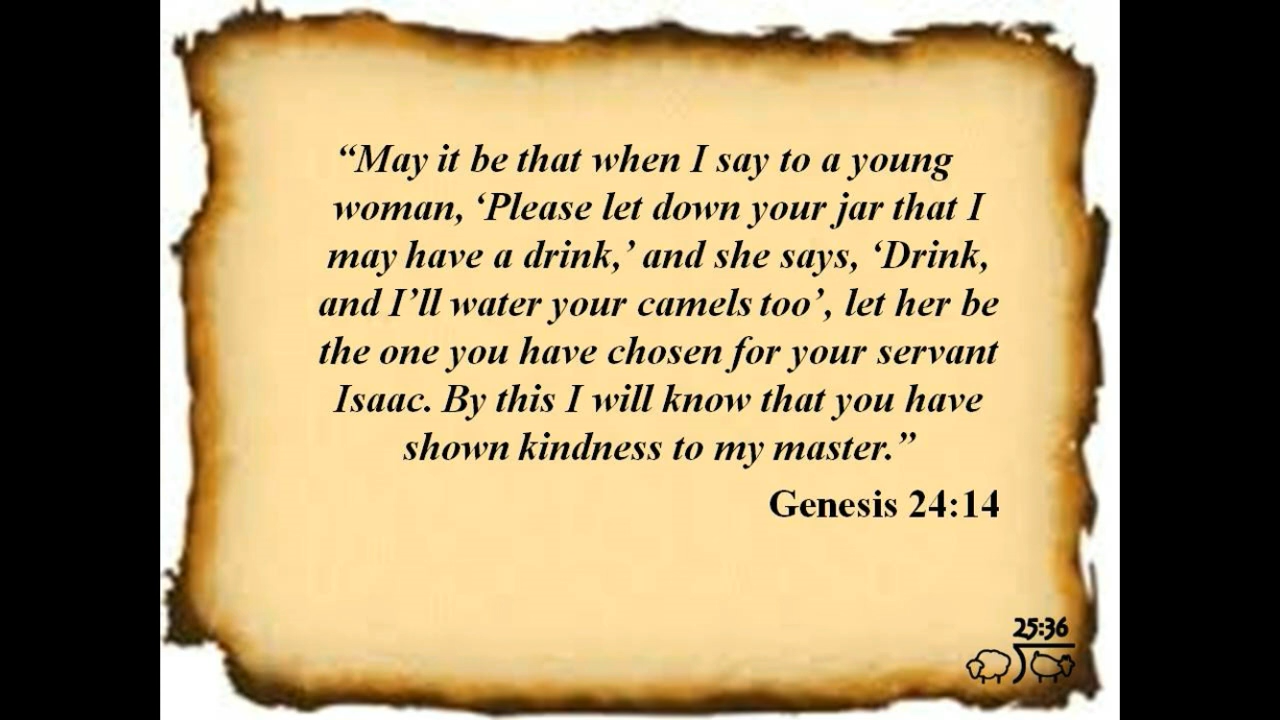 “May it be that when I say to a young
woman, ‘Please let down your jar that I
may have a drink,’ and she says, ‘Drink,
and I’ll water your camels too’, let her be
the one you have chosen for your servant
Isaac. By this I will know that you have
shown kindness to my master.”
Genesis 24:14
25:36